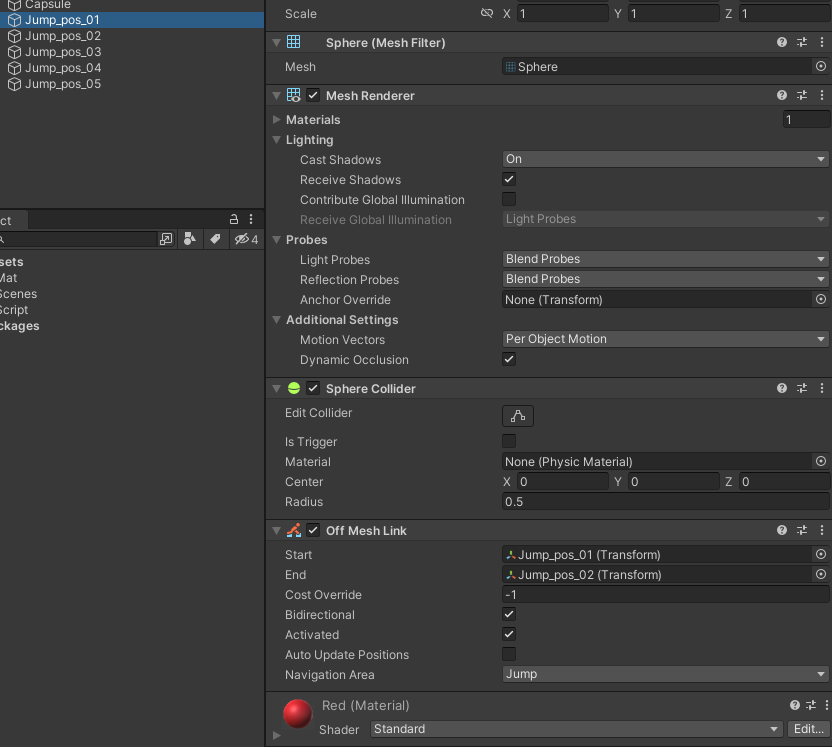 Capsule
Jump_pos_01
Jump_pos_02
Jump_pos_03
Jump_pos_04
Jump_pos_05
ct
4
sets
Mat
Scenes
Script
ckages
Scale X 1 Y 1 Z 1
Sphere (Mesh Filter)
Mesh Sphere
Mesh Renderer
Materials 1
Lighting
Cast Shadows On
Receive Shadows
Contribute Global Illumination
Receive Global Illumination Light Probes
Probes
Light Probes Blend Probes
Reflection Probes Blend Probes
Anchor Override None (Transform)
Additional Settings
Motion Vectors Per Object Motion
Dynamic Occlusion
Sphere Collider
Edit Collider
Is Trigger
Material None (Physic Material)
Center X 0 Y 0 Z 0
Radius 0.5
Off Mesh Link
Start Jump_pos_01 (Transform)
End Jump_pos_02 (Transform)
Cost Override -1
Bidirectional
Activated
Auto Update Positions
Navigation Area Jump
Red (Material)
Shader Standard Edit...